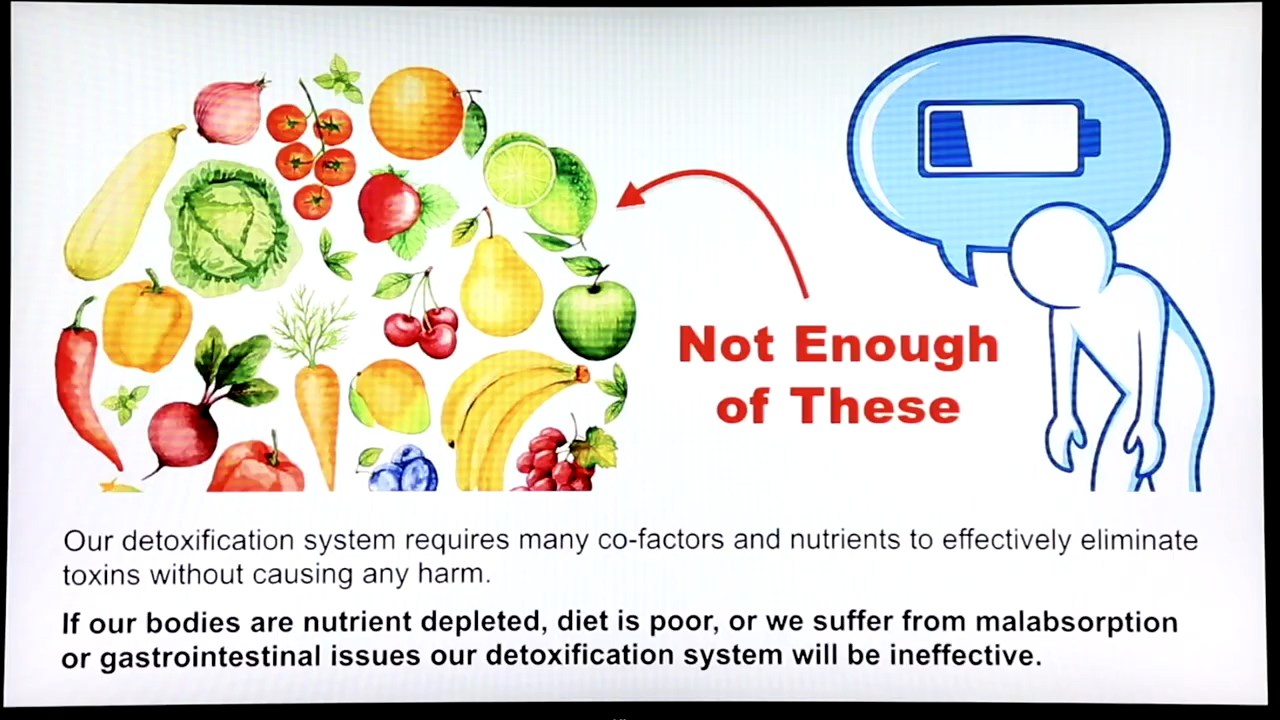 Not Enough
of These
Our detoxification system requires many co-factors and nutrients to effectively eliminate
toxins without causing any harm.
If our bodies are nutrient depleted, diet is poor, or we suffer from malabsorption
or gastrointestinal issues our detoxification system will be ineffective.